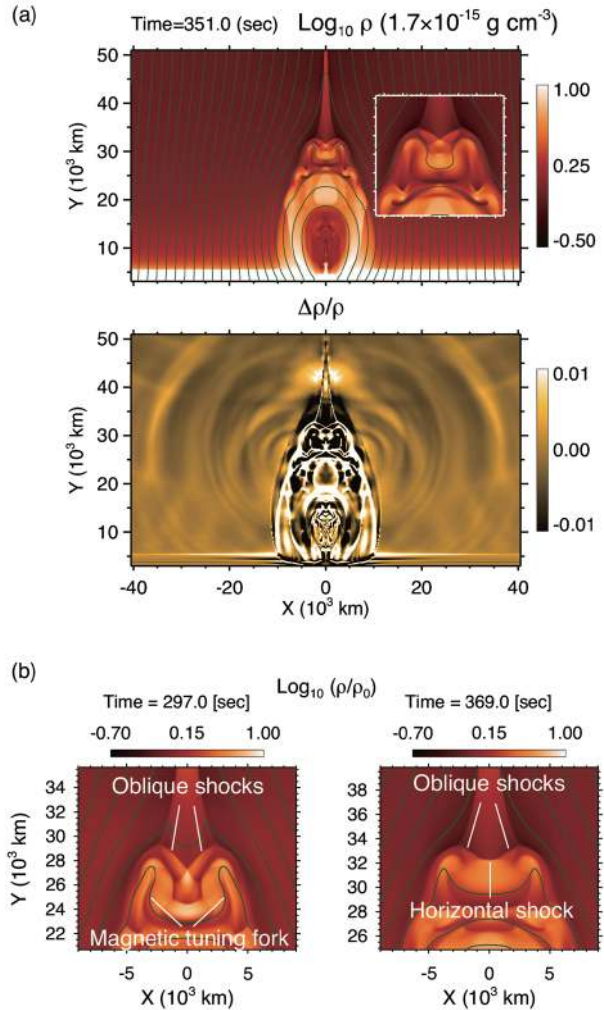 (a)
Time=351.0 (sec) Log₁₀ ρ (1.7×10⁻¹⁵ g cm⁻³)
50
40
30
20
10
Y (10³ km)
1.00
0.25
-0.50
Δρ/ρ
50
40
30
20
10
Y (10³ km)
-40 -20 0 20 40
X (10³ km)
0.01
0.00
-0.01
(b)
Log₁₀ (ρ/ρ₀)
Time = 297.0 [sec]
-0.70 0.15 1.00
Oblique shocks
Magnetic tuning fork
34
32
30
28
26
24
22
Y (10³ km)
-5 0 5
X (10³ km)
Time = 369.0 [sec]
-0.70 0.15 1.00
Oblique shocks
Horizontal shock
38
36
34
32
30
28
26
-5 0 5
X (10³ km)